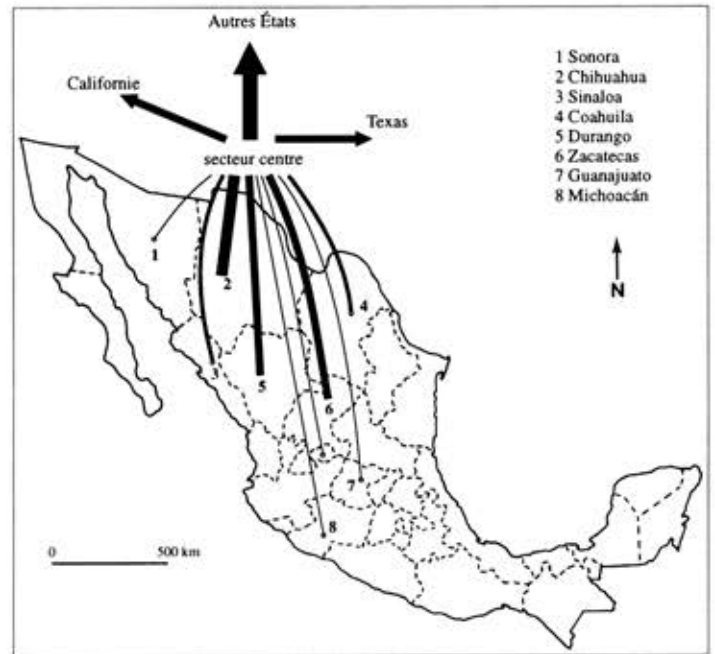 Autres États
Californie
Texas
secteur centre
1 Sonora
2 Chihuahua
3 Sinaloa
4 Coahuila
5 Durango
6 Zacatecas
7 Guanajuato
8 Michoacán
N
1
2
3
4
5
6
7
8
0 500 km